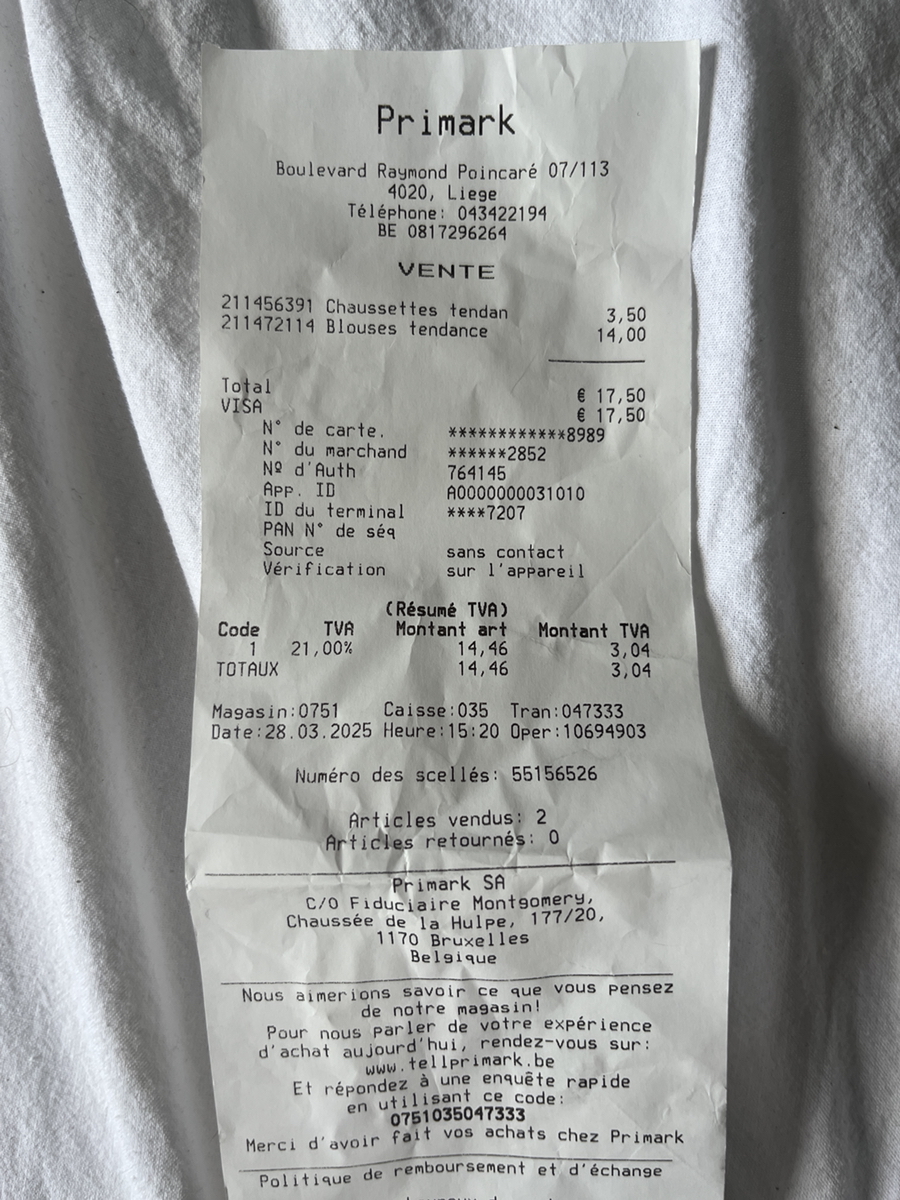 Primark
Boulevard Raymond Poincaré 07/113
4020, Liege
Téléphone: 043422194
BE 0817296264
VENTE
211456391 Chaussettes tendan 3,50
211472114 Blouses tendance 14,00
Total € 17,50
VISA € 17,50
N° de carte. ************8989
N° du marchand ******2852
Nº d'Auth 764145
App. ID A0000000031010
ID du terminal ****7207
PAN N° de séq
Source sans contact
Vérification sur l'appareil
(Résumé TVA)
Code TVA Montant art Montant TVA
1 21,00% 14,46 3,04
TOTAUX 14,46 3,04
Magasin:0751 Caisse:035 Tran:047333
Date:28.03.2025 Heure:15:20 Oper:10694903
Numéro des scellés: 55156526
Articles vendus: 2
Articles retournés: 0
Primark SA
C/O Fiduciaire Montgomery,
Chaussée de la Hulpe, 177/20,
1170 Bruxelles
Belgique
Nous aimerions savoir ce que vous pensez
de notre magasin!
Pour nous parler de votre expérience
d'achat aujourd'hui, rendez-vous sur:
www.tellprimark.be
Et répondez à une enquête rapide
en utilisant ce code:
0751035047333
Merci d'avoir fait vos achats chez Primark
Politique de remboursement et d'échange